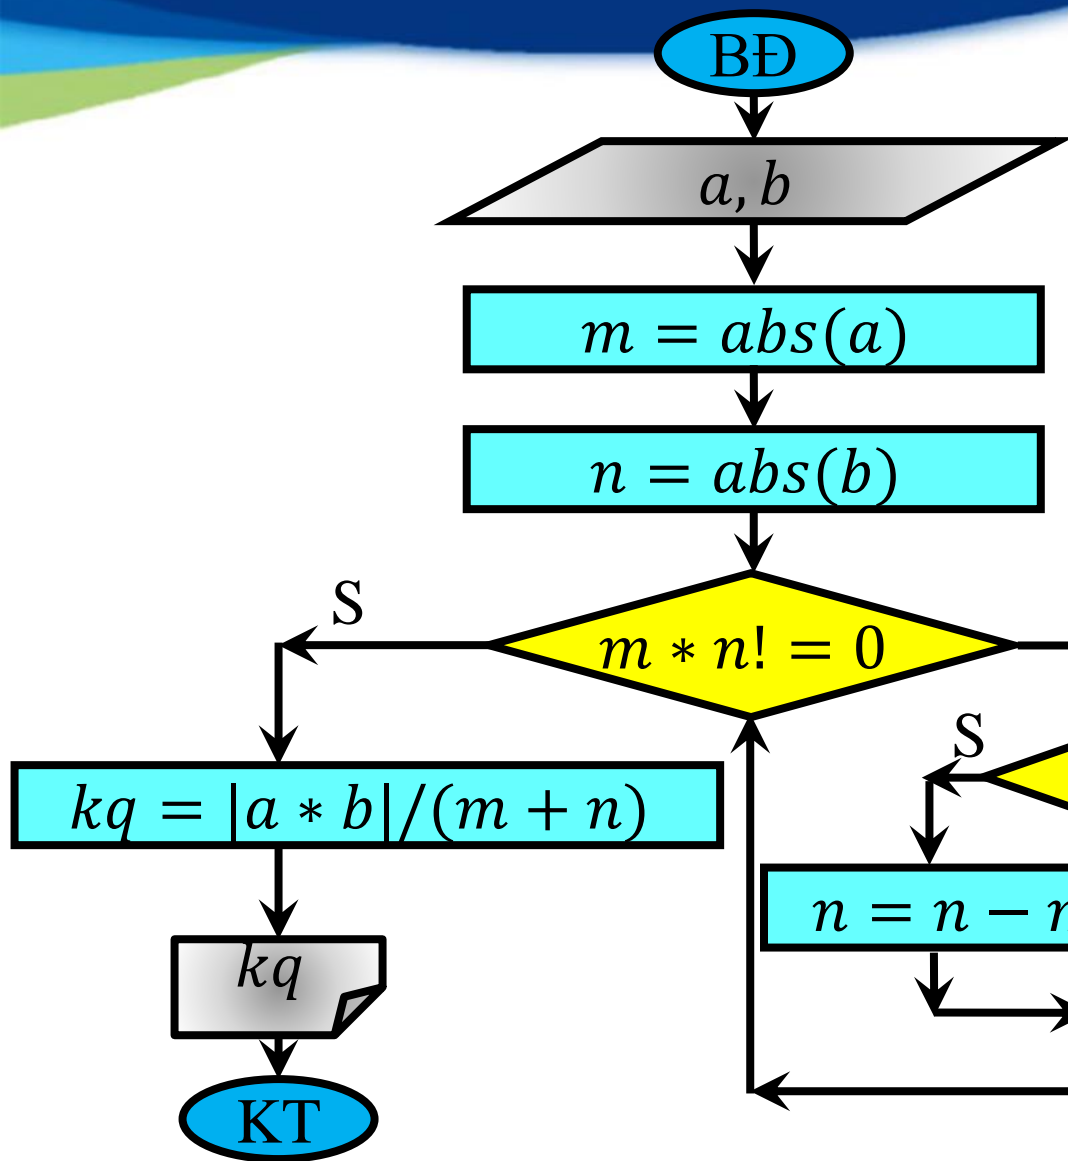 BĐ
a, b
m = abs(a)
n = abs(b)
S
m * n! = 0
S
kq = |a * b|/(m + n)
n = n −
kq
KT